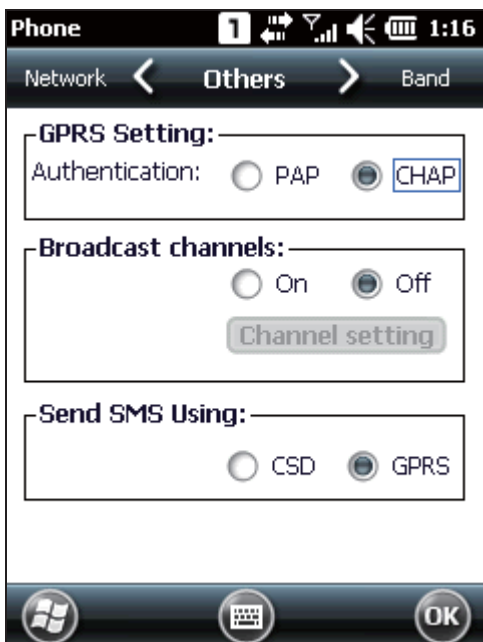 Phone 1 1:16
Network Others Band
GPRS Setting:
Authentication: PAP CHAP
Broadcast channels:
On Off
Channel setting
Send SMS Using:
CSD GPRS
OK